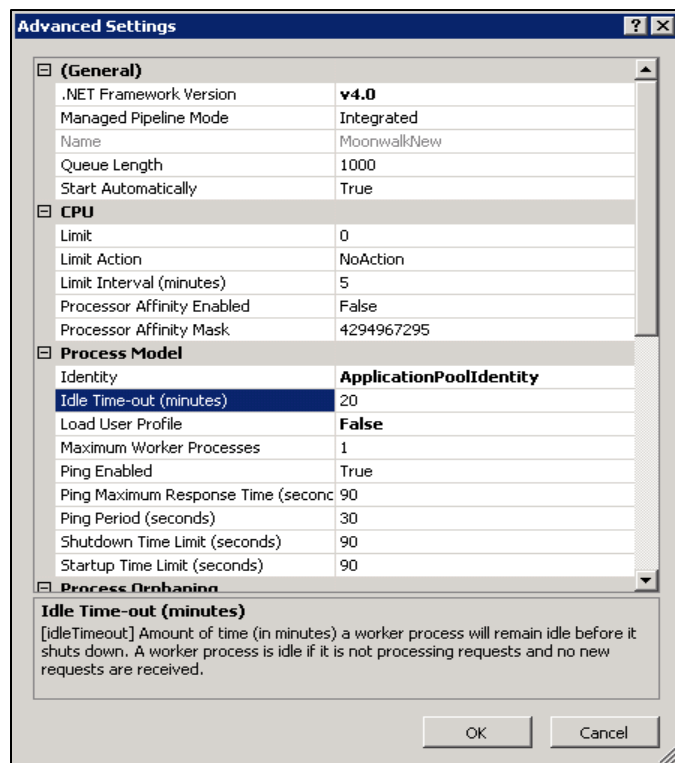 Advanced Settings
(General)
.NET Framework Version v4.0
Managed Pipeline Mode Integrated
Name MoonwalkNew
Queue Length 1000
Start Automatically True
CPU
Limit 0
Limit Action NoAction
Limit Interval (minutes) 5
Processor Affinity Enabled False
Processor Affinity Mask 4294967295
Process Model
Identity ApplicationPoolIdentity
Idle Time-out (minutes) 20
Load User Profile False
Maximum Worker Processes 1
Ping Enabled True
Ping Maximum Response Time (second 90
Ping Period (seconds) 30
Shutdown Time Limit (seconds) 90
Startup Time Limit (seconds) 90
Process Orphaning
Idle Time-out (minutes)
[idleTimeout] Amount of time (in minutes) a worker process will remain idle before it
shuts down. A worker process is idle if it is not processing requests and no new
requests are received.
OK Cancel